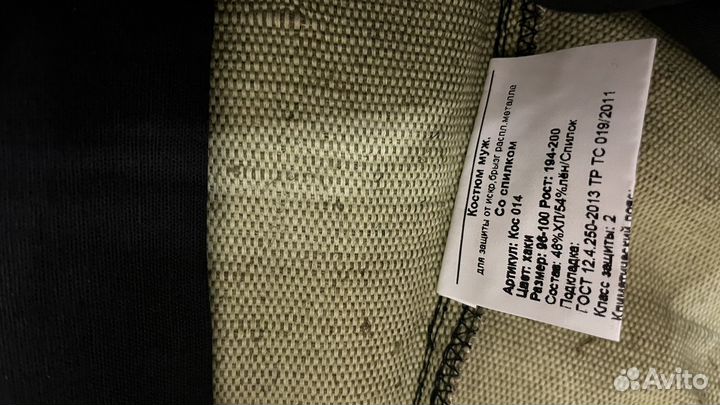 Костюм муж.
для защиты от искр,брызг распл.металла
Со спилком
Артикул: Кос 014
Цвет: хаки
Размер: 96-100 Рост: 194-200
Состав: 46%ХЛ/54%лён/Спилок
Подкладка:
ГОСТ 12.4.250-2013 ТР ТС 019/2011
Класс защиты: 2
Климатический пояс
Avito